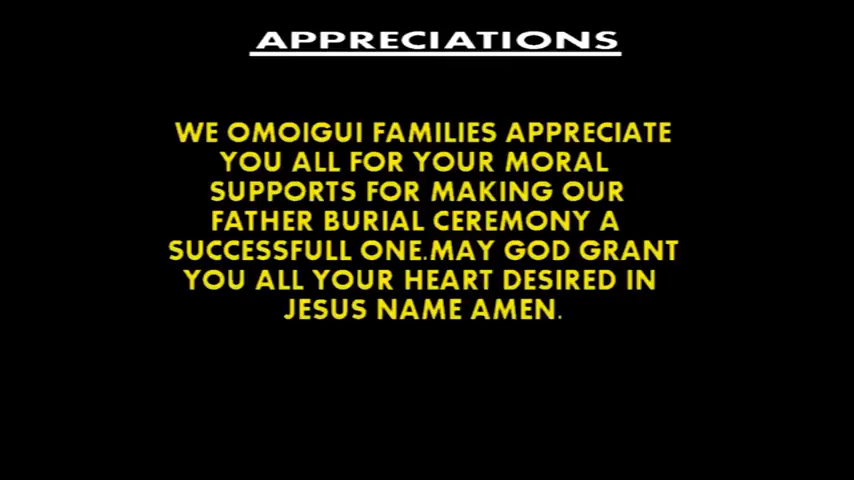 APPRECIATIONS
WE OMOIGUI FAMILIES APPRECIATE
YOU ALL FOR YOUR MORAL
SUPPORTS FOR MAKING OUR
FATHER BURIAL CEREMONY A
SUCCESSFULL ONE.MAY GOD GRANT
YOU ALL YOUR HEART DESIRED IN
JESUS NAME AMEN.